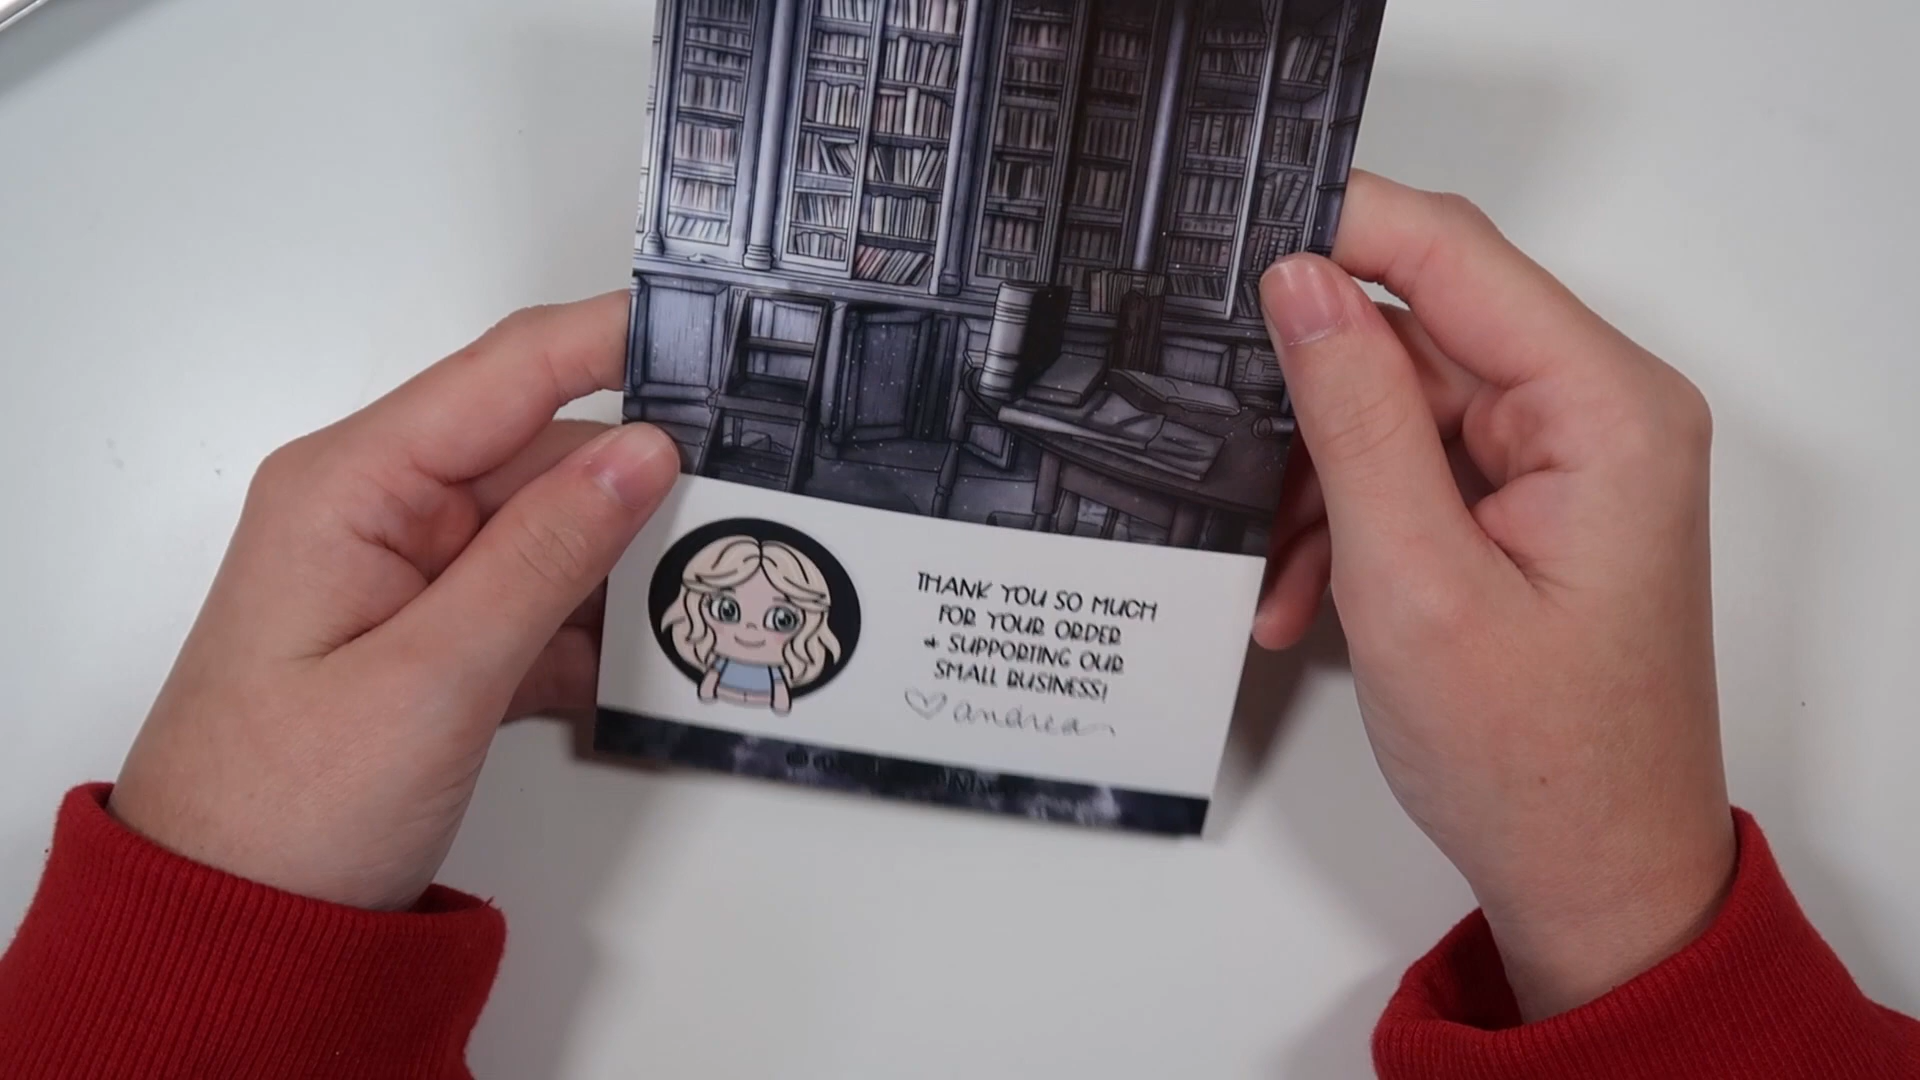 THANK YOU SO MUCH
FOR YOUR ORDER
+ SUPPORTING OUR
SMALL BUSINESS!
♡ andrea